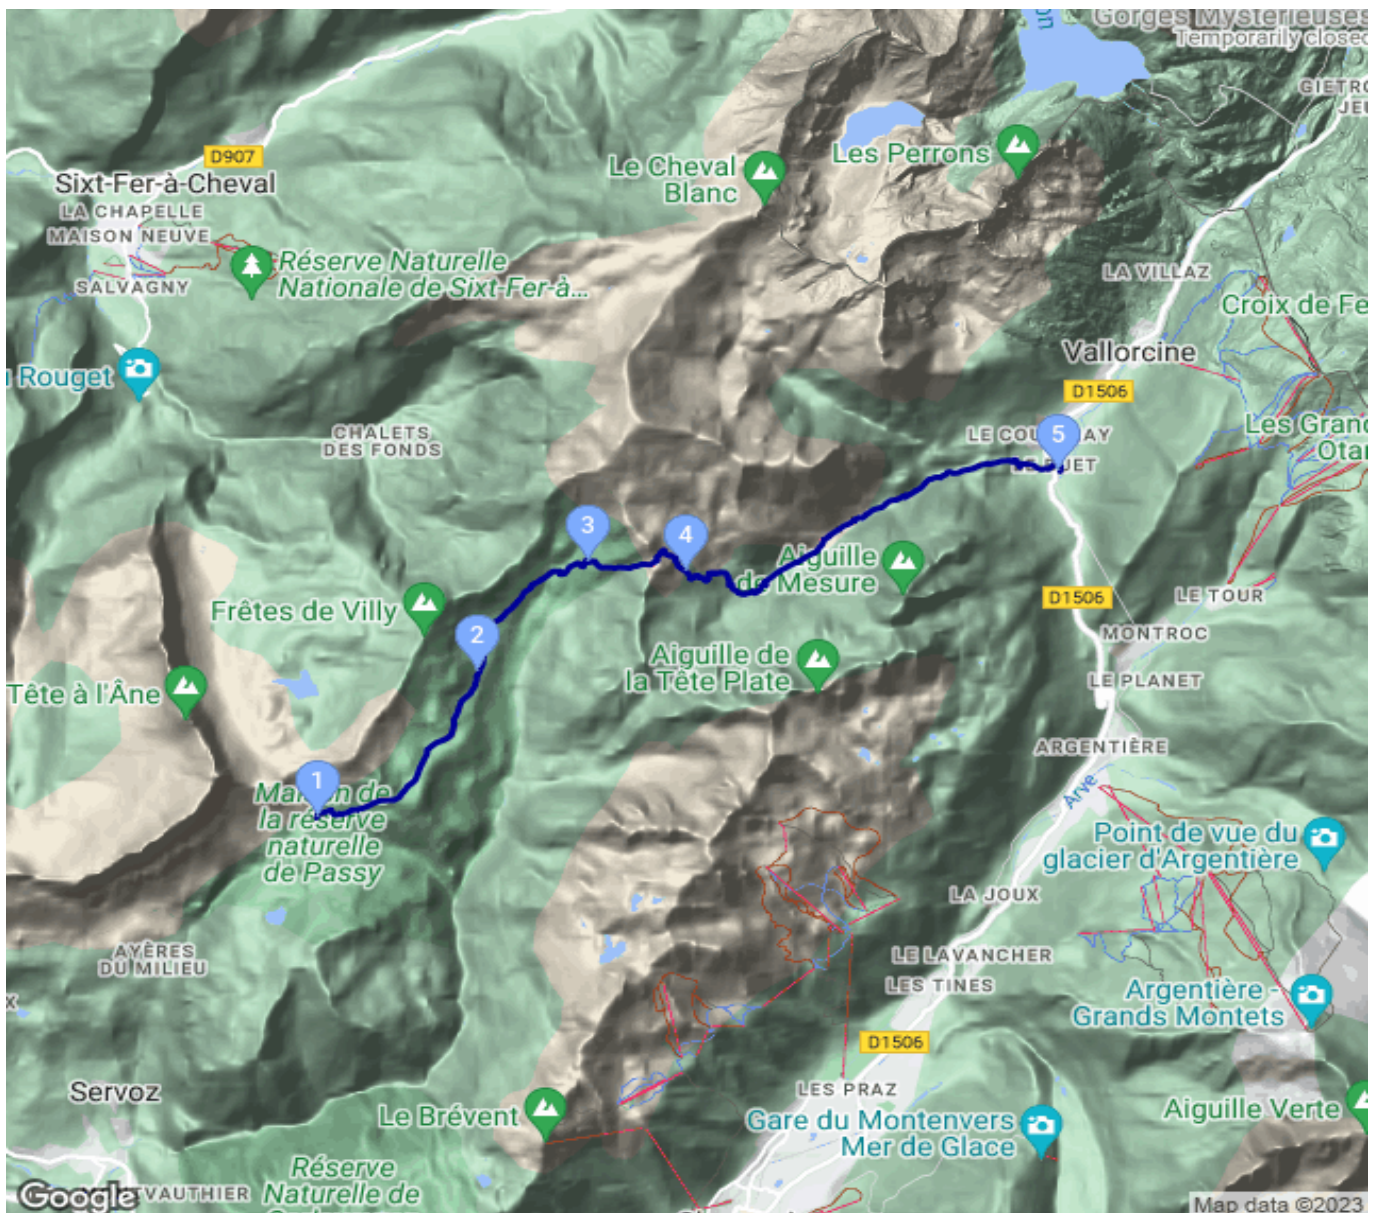 Gorges Mystérieuses
Temporarily closed
D907
Sixt-Fer-à-Cheval
LA CHAPELLE
MAISON NEUVE
SALVAGNY
Réserve Naturelle
Nationale de Sixt-Fer-à...
Le Cheval
Blanc
Les Perrons
LA VILLAZ
Croix de Fe
Vallorcine
D1506
Rouget
CHALETS
DES FONDS
5
Les Grand
Ota
3
4
Aiguille
de Mesure
D1506
LE TOUR
MONTROC
LE PLANET
Frêtes de Villy
2
Aiguille de
la Tête Plate
Tête à l'Âne
ARGENTIÈRE
Arve
1
la réserve
naturelle
de Passy
Point de vue du
glacier d'Argentière
LA JOUX
AYÈRES
DU MILIEU
LE LAVANCHER
LES TINES
Argentière -
Grands Montets
D1506
Servoz
LES PRAZ
Le Brévent
Gare du Montenvers
Mer de Glace
Aiguille Verte
Réserve
Naturelle de
Google
Map data ©2023